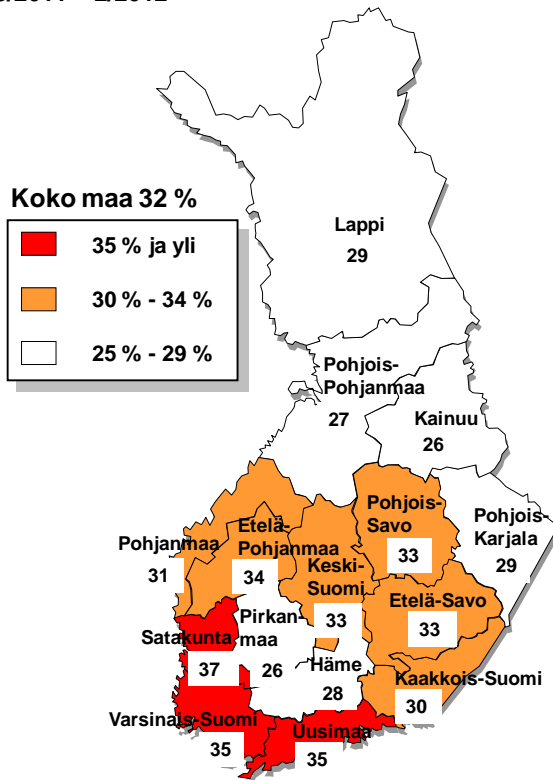 Koko maa 32 %
35 % ja yli
30 % - 34 %
25 % - 29 %
Lappi
29
Pohjois-
Pohjanmaa
27
Kainuu
26
Pohjois-
Savo
33
Pohjois-
Karjala
29
Etelä-
Pohjanmaa
34
Pohjanmaa
31
Keski-
Suomi
33
Etelä-Savo
33
Pirkan-
maa
26
Satakunta
37
Häme
28
Kaakkois-Suomi
30
Varsinais-Suomi
35
Uusimaa
35